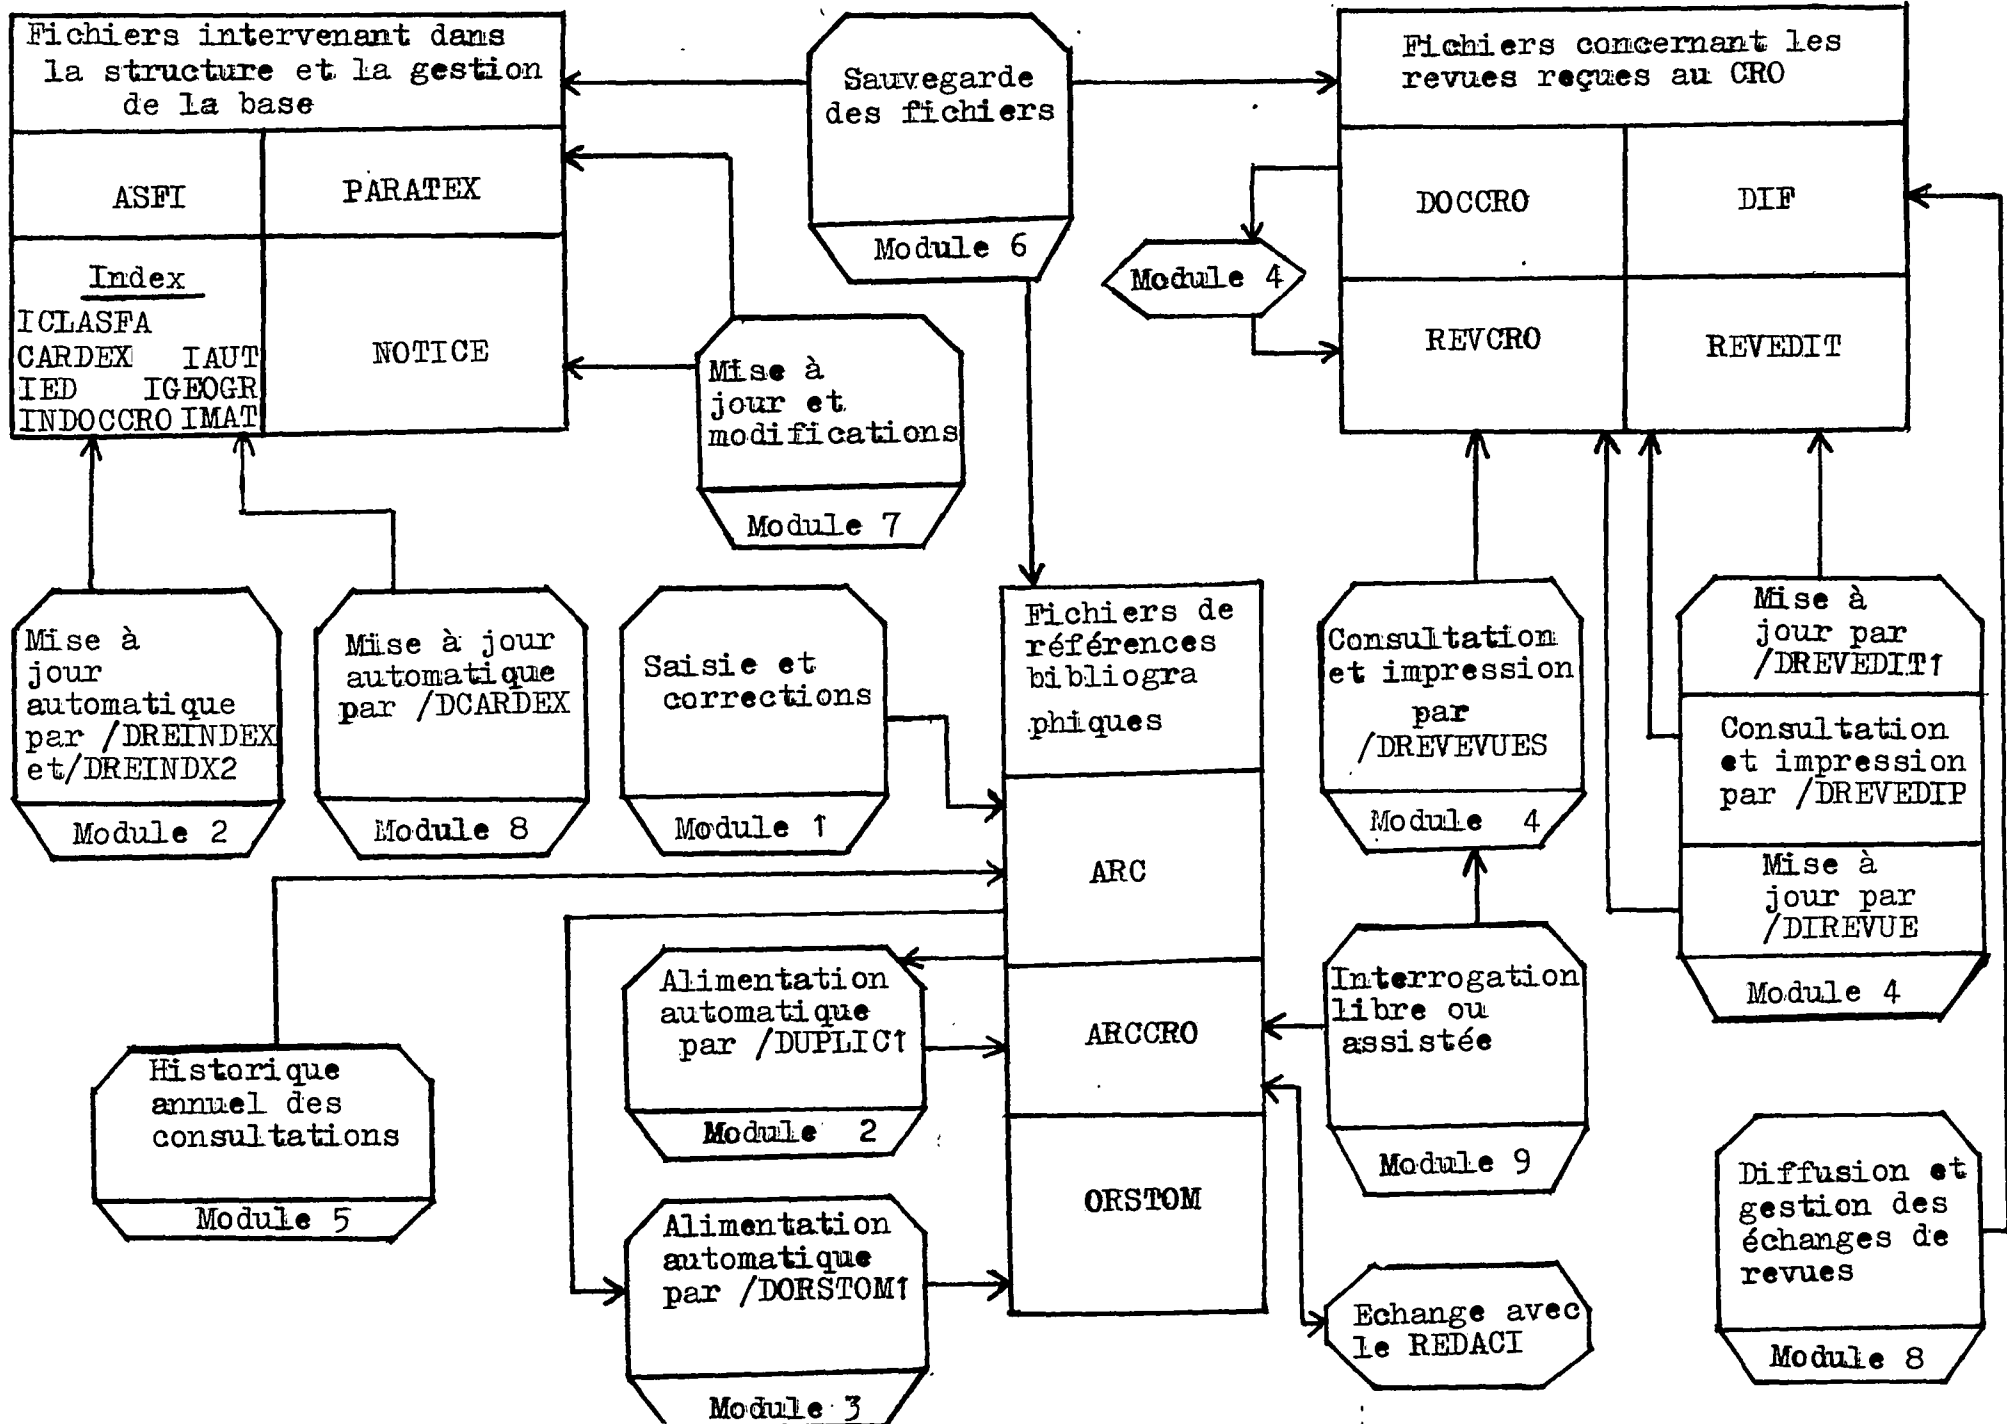 Fichiers intervenant dans
la structure et la gestion
de la base
ASFI
PARATEX
Index
ICLASFA
CARDEX IAUT
IED IGEOGR
INDOCCRO IMAT
NOTICE
Sauvegarde
des fichiers
Module 6
Fichiers concernant les
revues reçues au CRO
DOCCRO
DIF
REVCRO
REVEDIT
Module 4
Mise à
jour et
modifications
Module 7
Mise à
jour
automatique
par /DREINDEX
et/DREINDX2
Module 2
Mise à jour
automatique
par /DCARDEX
Module 8
Saisie et
corrections
Module 1
Fichiers de
références
bibliogra
phiques
ARC
ARCCRO
ORSTOM
Consultation
et impression
par
/DREVEVUES
Module 4
Mise à
jour par
/DREVEDIT1
Consultation
et impression
par /DREVEDIP
Mise à
jour par
/DIREVUE
Module 4
Historique
annuel des
consultations
Module 5
Alimentation
automatique
par /DUPLIC1
Module 2
Alimentation
automatique
par /DORSTOM1
Module 3
Interrogation
libre ou
assistée
Module 9
Echange avec
le REDACI
Diffusion et
gestion des
échanges de
revues
Module 8